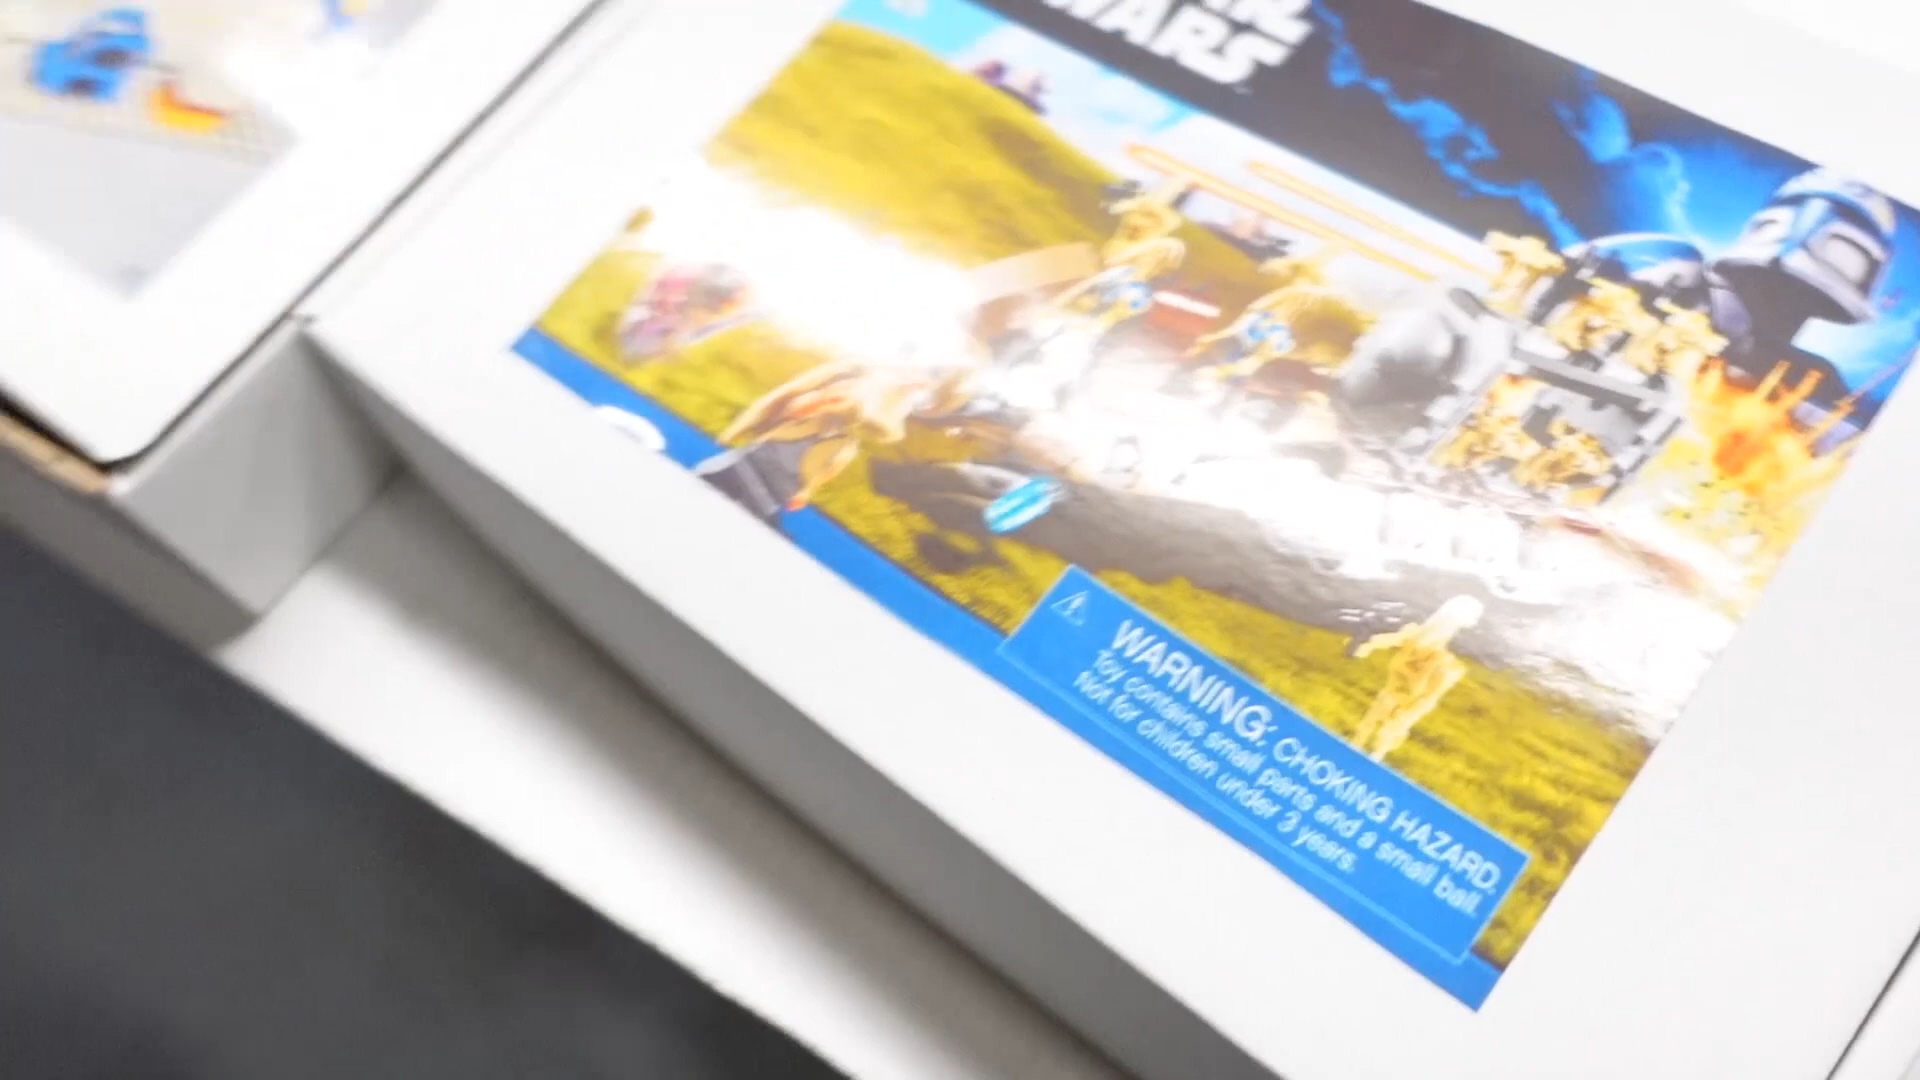 WARS
WARNING: CHOKING HAZARD.
Toy contains small parts and a small ball.
Not for children under 3 years.